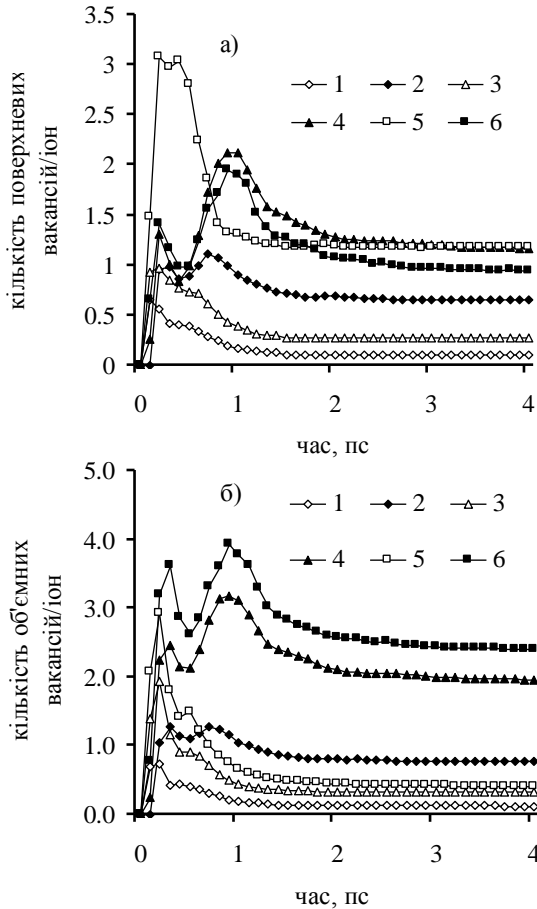 а)
3.5
3
2.5
2
1.5
1
0.5
0
1 2 3
4 5 6
кількість поверхневих
вакансій/іон
0 1 2 3 4
час, пс
б)
5.0
4.0
3.0
2.0
1.0
0.0
1 2 3
4 5 6
кількість об'ємних
вакансій/іон
0 1 2 3 4
час, пс